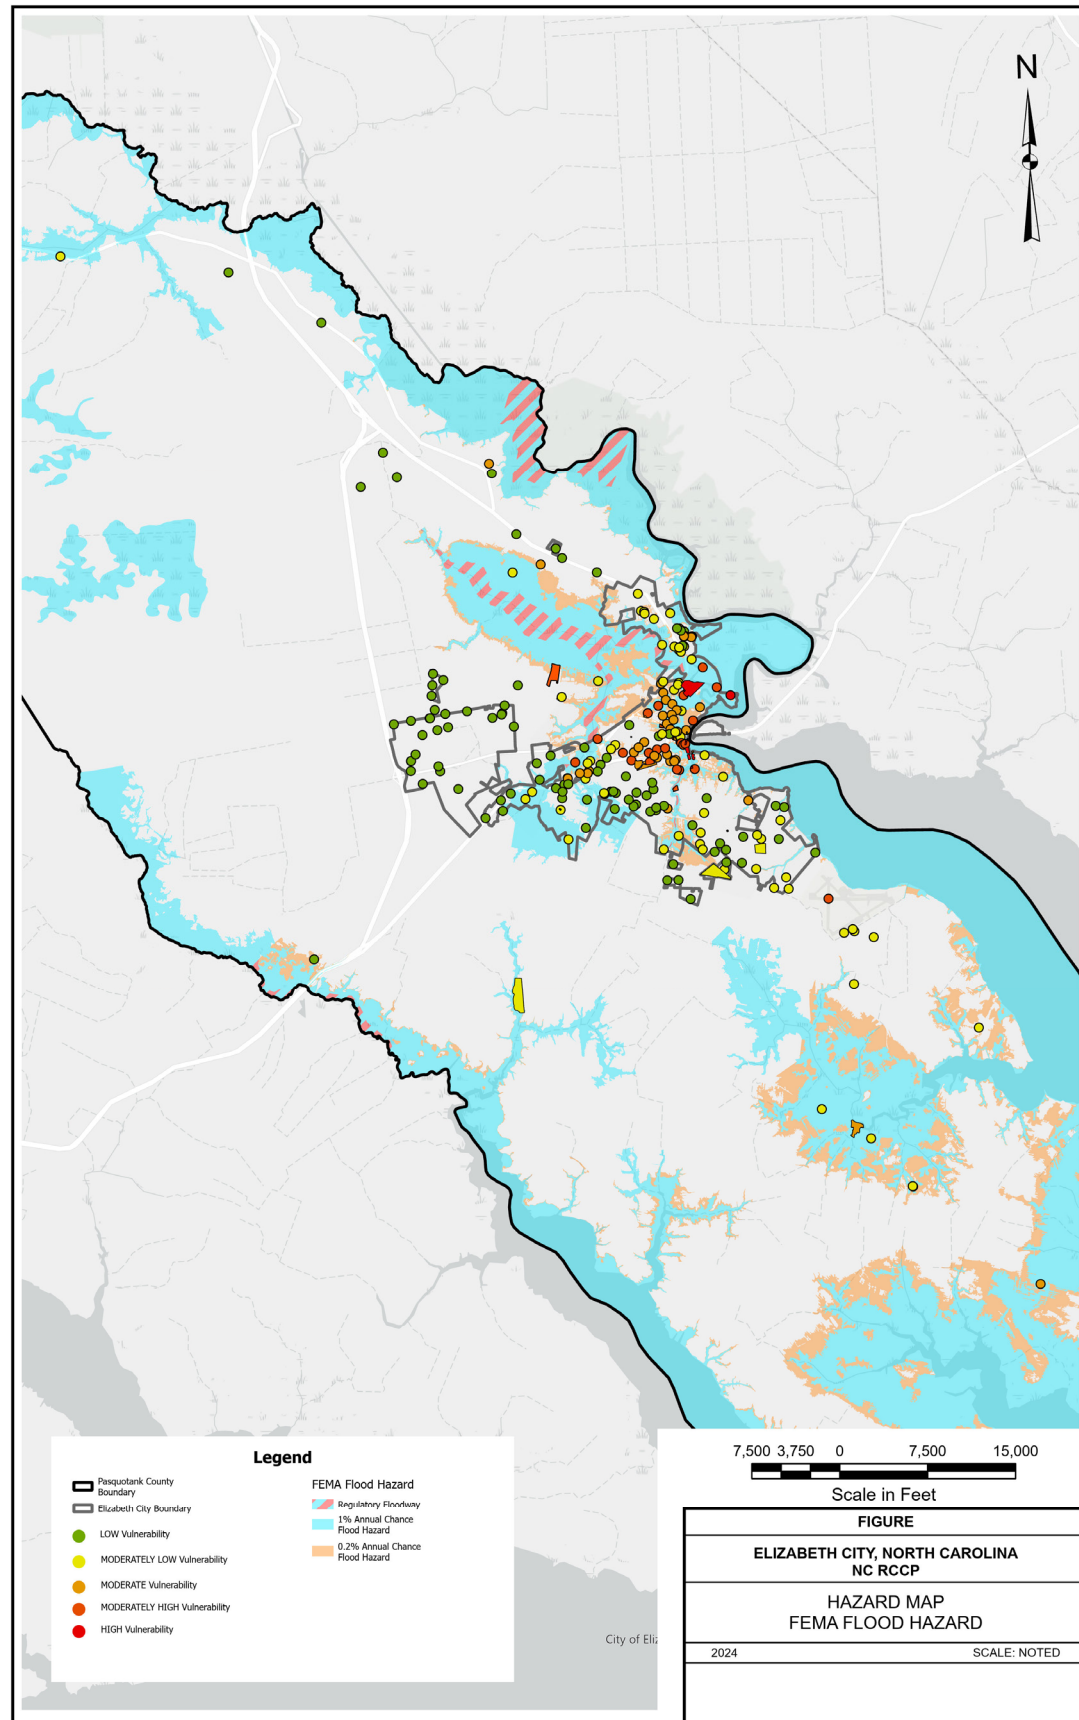 N
Legend
Pasquotank County
Boundary
Elizabeth City Boundary
LOW Vulnerability
MODERATELY LOW Vulnerability
MODERATE Vulnerability
MODERATELY HIGH Vulnerability
HIGH Vulnerability
FEMA Flood Hazard
Regulatory Floodway
1% Annual Chance
Flood Hazard
0.2% Annual Chance
Flood Hazard
City of Eliz
7,500 3,750 0 7,500 15,000
Scale in Feet
FIGURE
ELIZABETH CITY, NORTH CAROLINA
NC RCCP
HAZARD MAP
FEMA FLOOD HAZARD
2024 SCALE: NOTED